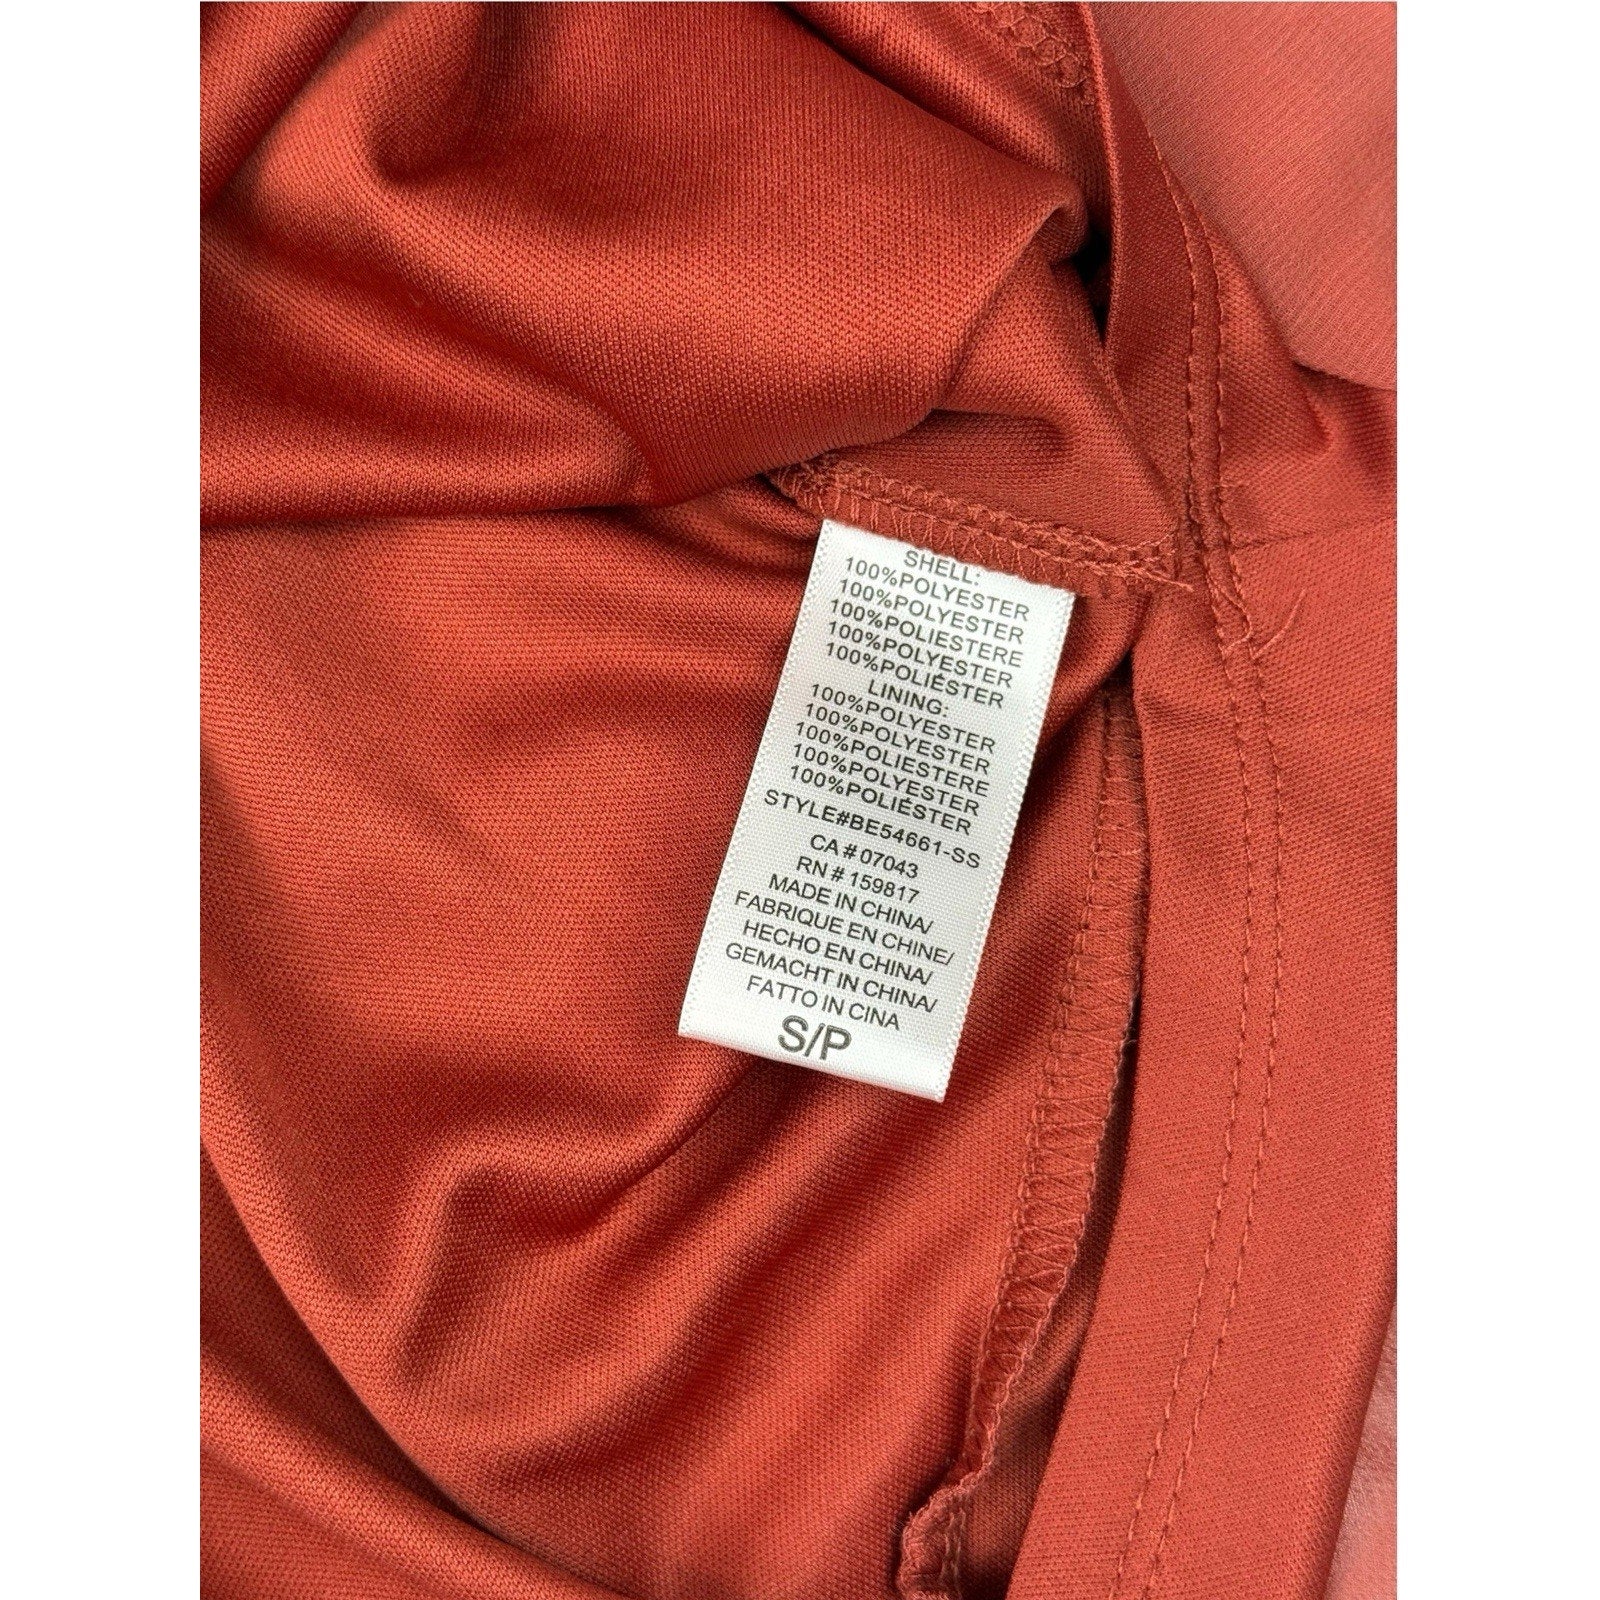 SHELL:
100%POLYESTER
100%POLYESTER
100%POLIESTERE
100%POLYESTER
100%POLIÉSTER
LINING:
100%POLYESTER
100%POLYESTER
100%POLIESTERE
100%POLYESTER
100%POLIÉSTER
STYLE#BE54661-SS
CA # 07043
RN # 159817
MADE IN CHINA/
FABRIQUE EN CHINE/
HECHO EN CHINA/
GEMACHT IN CHINA/
FATTO IN CINA
S/P